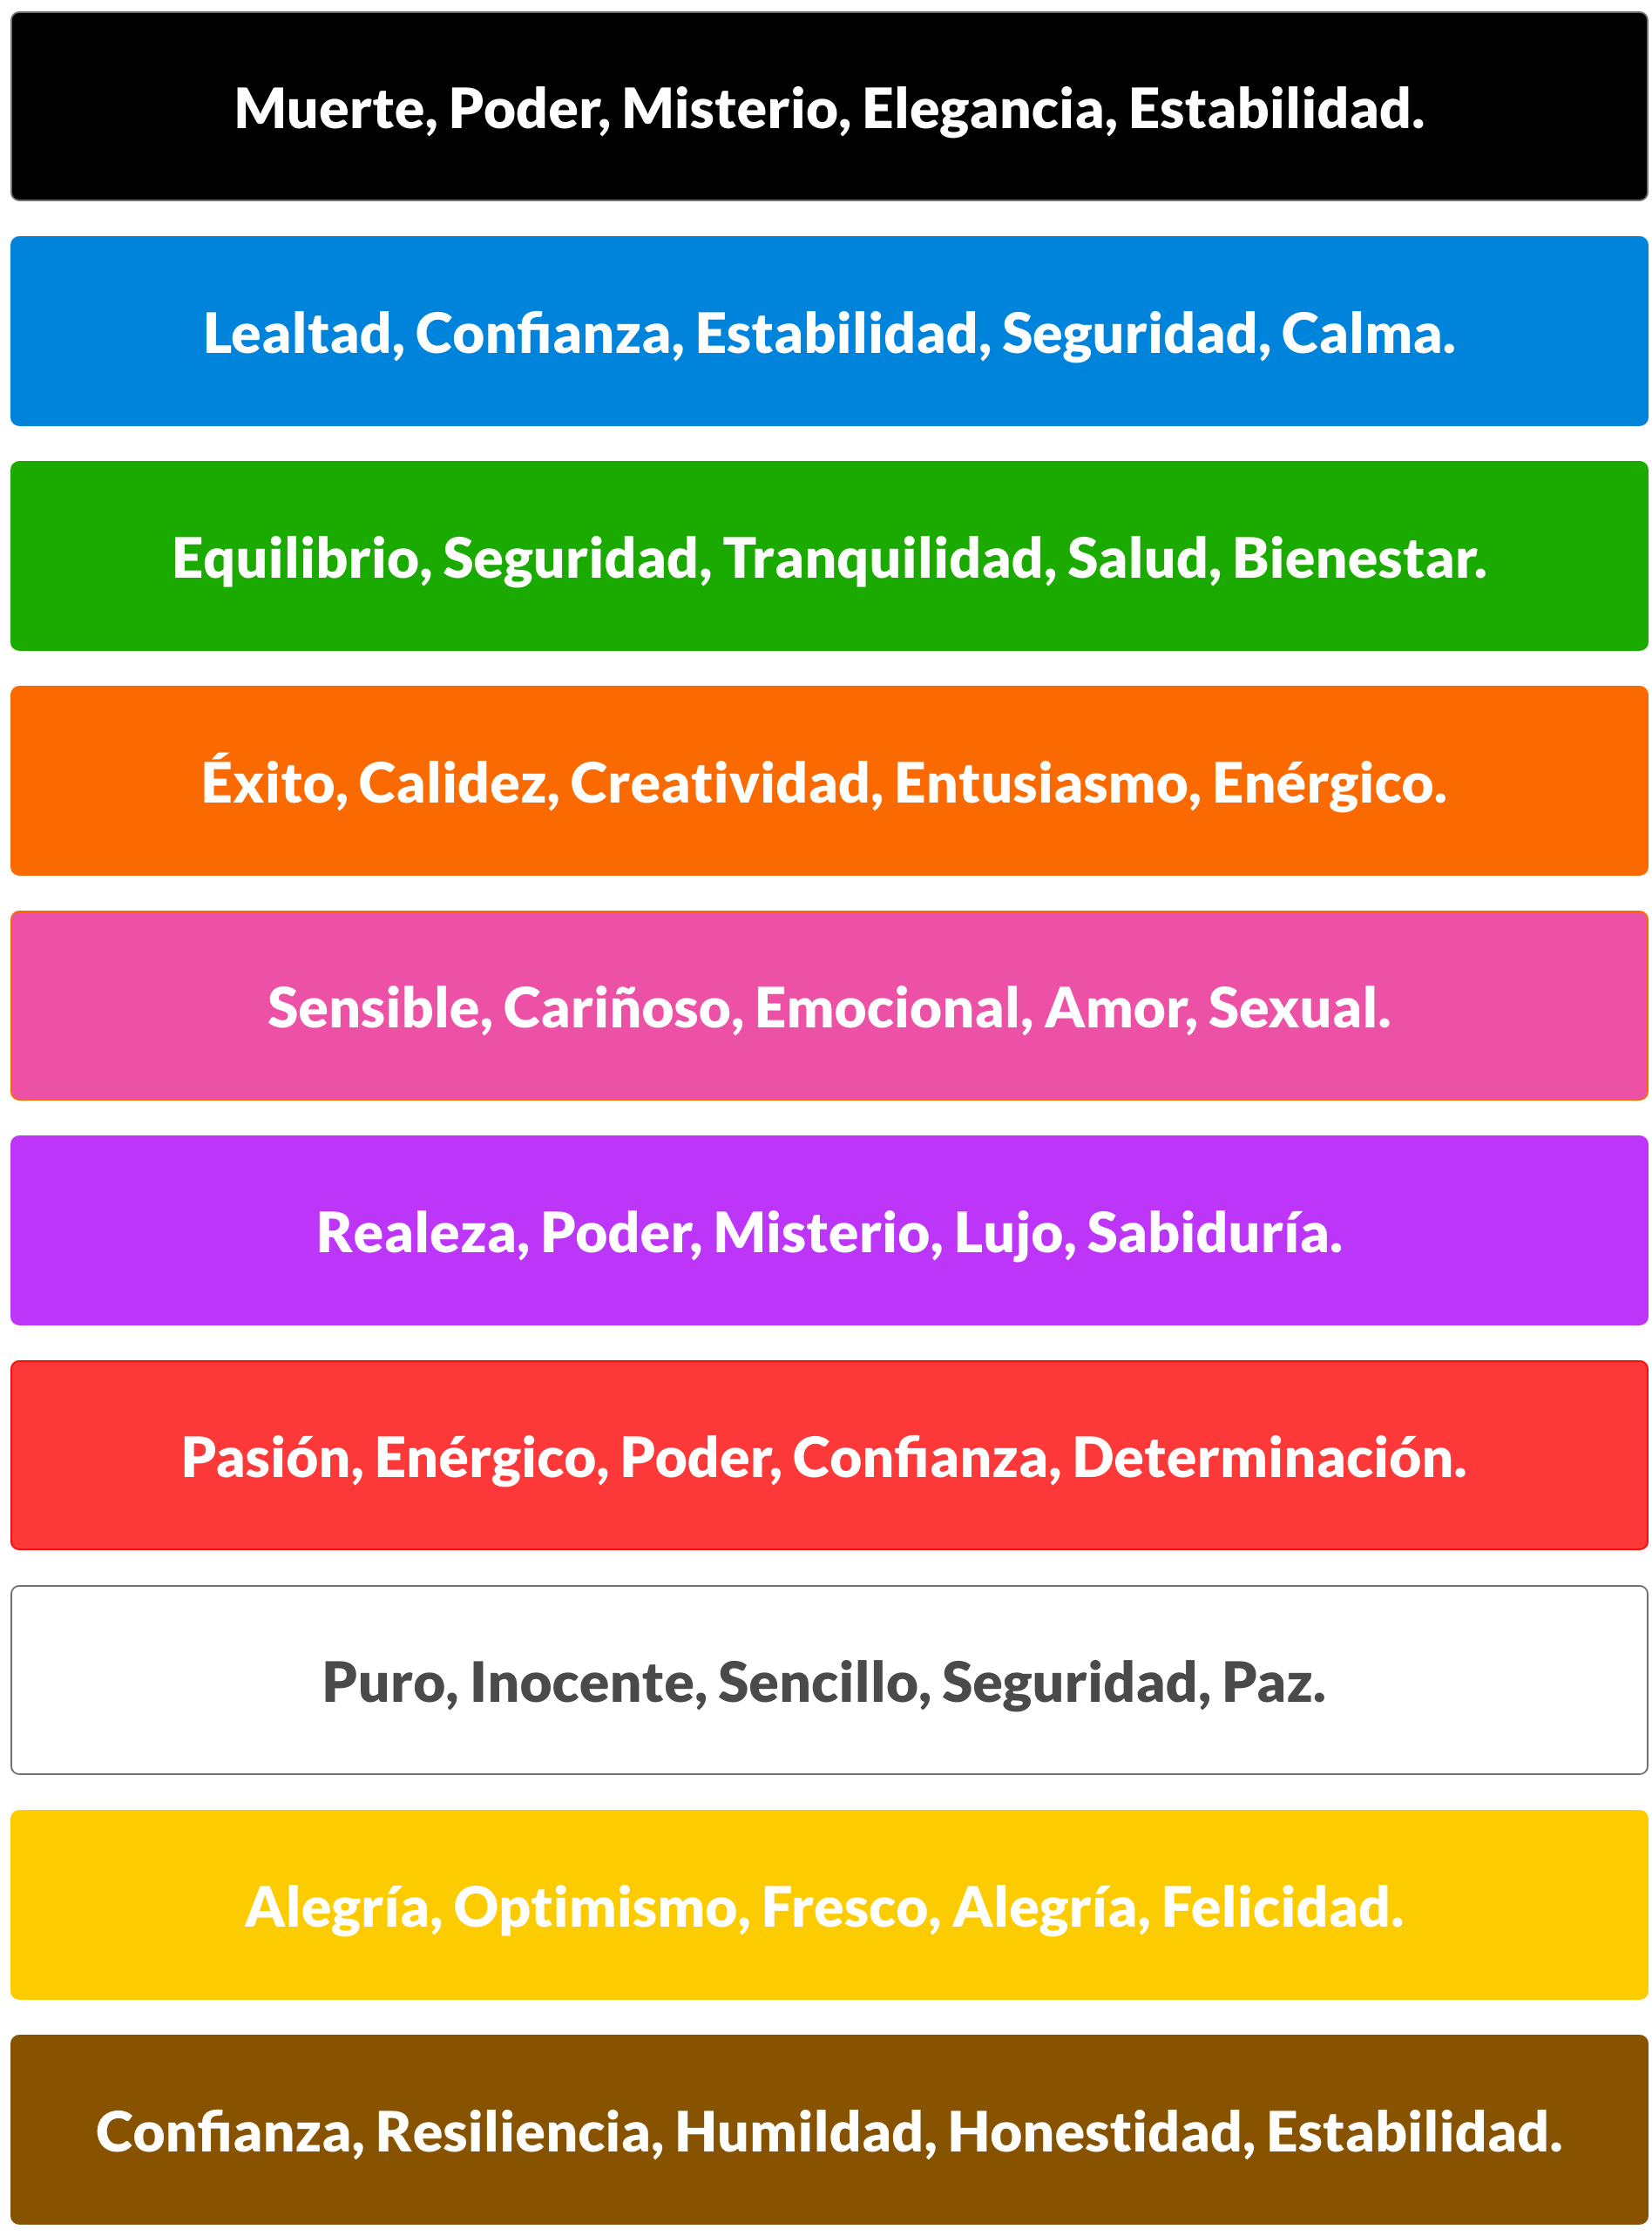 Muerte, Poder, Misterio, Elegancia, Estabilidad.
Lealtad, Confianza, Estabilidad, Seguridad, Calma.
Equilibrio, Seguridad, Tranquilidad, Salud, Bienestar.
Éxito, Calidez, Creatividad, Entusiasmo, Enérgico.
Sensible, Cariñoso, Emocional, Amor, Sexual.
Realeza, Poder, Misterio, Lujo, Sabiduría.
Pasión, Enérgico, Poder, Confianza, Determinación.
Puro, Inocente, Sencillo, Seguridad, Paz.
Alegría, Optimismo, Fresco, Alegría, Felicidad.
Confianza, Resiliencia, Humildad, Honestidad, Estabilidad.